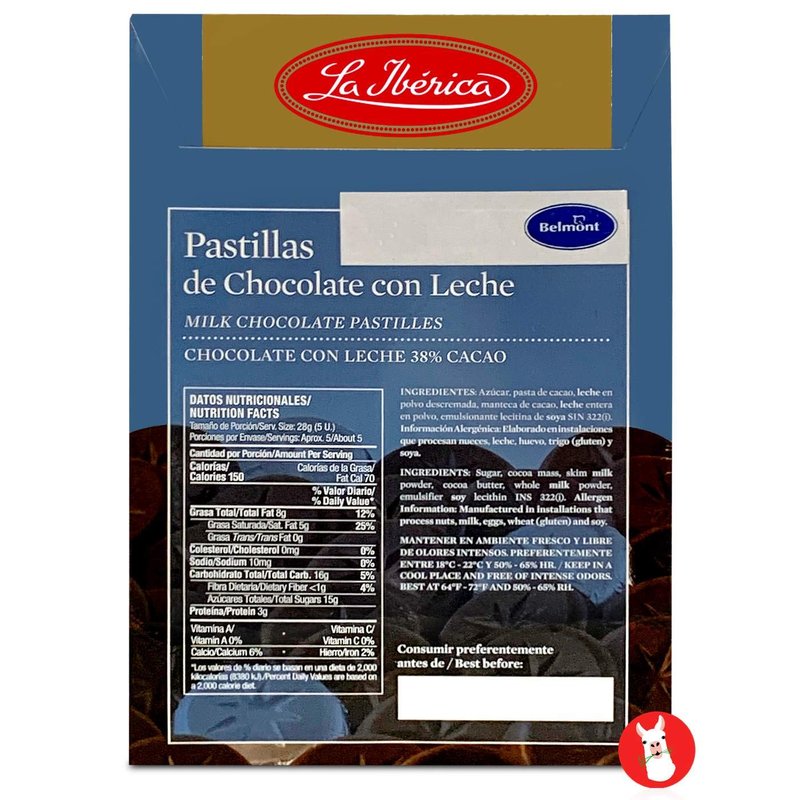 La Ibérica
Belmont
Pastillas
de Chocolate con Leche
MILK CHOCOLATE PASTILLES
CHOCOLATE CON LECHE 38% CACAO
DATOS NUTRICIONALES/
NUTRITION FACTS
Tamaño de Porción/Serv. Size: 28g (5 U.)
Porciones por Envase/Servings: Aprox. 5/About 5
Cantidad por Porción/Amount Per Serving
Calorías/ Calorías de la Grasa/
Calories 150 Fat Cal 70
% Valor Diario/
% Daily Value*
Grasa Total/Total Fat 8g 12%
Grasa Saturada/Sat. Fat 5g 25%
Grasa Trans/Trans Fat 0g
Colesterol/Cholesterol 0mg 0%
Sodio/Sodium 10mg 0%
Carbohidrato Total/Total Carb. 16g 5%
Fibra Dietaria/Dietary Fiber <1g 4%
Azúcares Totales/Total Sugars 15g
Proteína/Protein 3g
Vitamina A/ • Vitamina C/
Vitamin A 0% Vitamin C 0%
Calcio/Calcium 6% • Hierro/Iron 2%
*Los valores de % diario se basan en una dieta de 2,000
kilocalorías (8380 kJ)./Percent Daily Values are based on
a 2,000 calorie diet.
INGREDIENTES: Azúcar, pasta de cacao, leche en
polvo descremada, manteca de cacao, leche entera
en polvo, emulsionante lecitina de soya SIN 322(i).
Información Alergénica: Elaborado en instalaciones
que procesan nueces, leche, huevo, trigo (gluten) y
soya.
INGREDIENTS: Sugar, cocoa mass, skim milk
powder, cocoa butter, whole milk powder,
emulsifier soy lecithin INS 322(i). Allergen
Information: Manufactured in installations that
process nuts, milk, eggs, wheat (gluten) and soy.
MANTENER EN AMBIENTE FRESCO Y LIBRE
DE OLORES INTENSOS. PREFERENTEMENTE
ENTRE 18°C - 22°C Y 50% - 65% HR. / KEEP IN A
COOL PLACE AND FREE OF INTENSE ODORS.
BEST AT 64°F - 72°F AND 50% - 65% RH.
Consumir preferentemente
antes de / Best before: